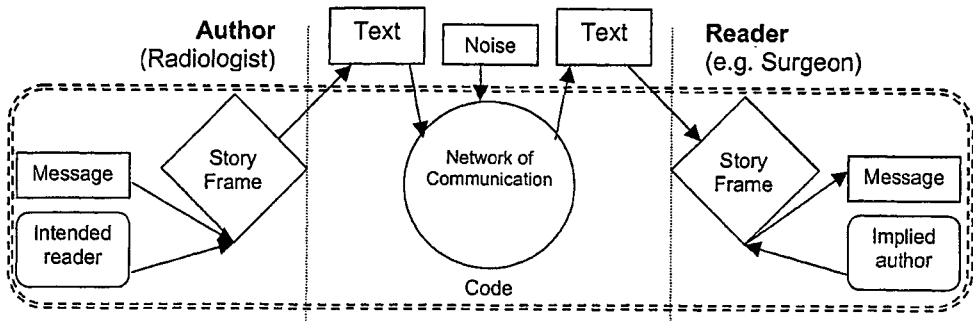 Author
(Radiologist)
Text
Noise
Text
Reader
(e.g. Surgeon)
Message
Intended
reader
Story
Frame
Network of
Communication
Story
Frame
Message
Implied
author
Code